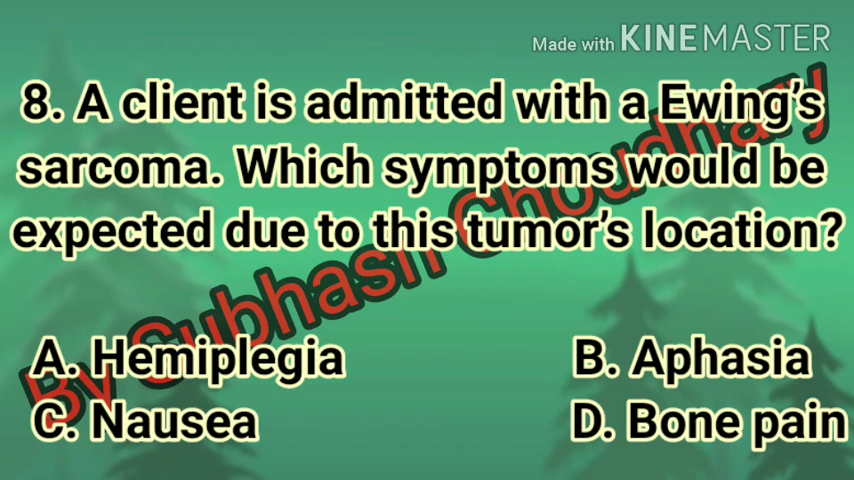 Made with KINEMASTER
8. A client is admitted with a Ewing's
sarcoma. Which symptoms would be
expected due to this tumor's location?
By Subhash Choudhary
A. Hemiplegia B. Aphasia
C. Nausea D. Bone pain